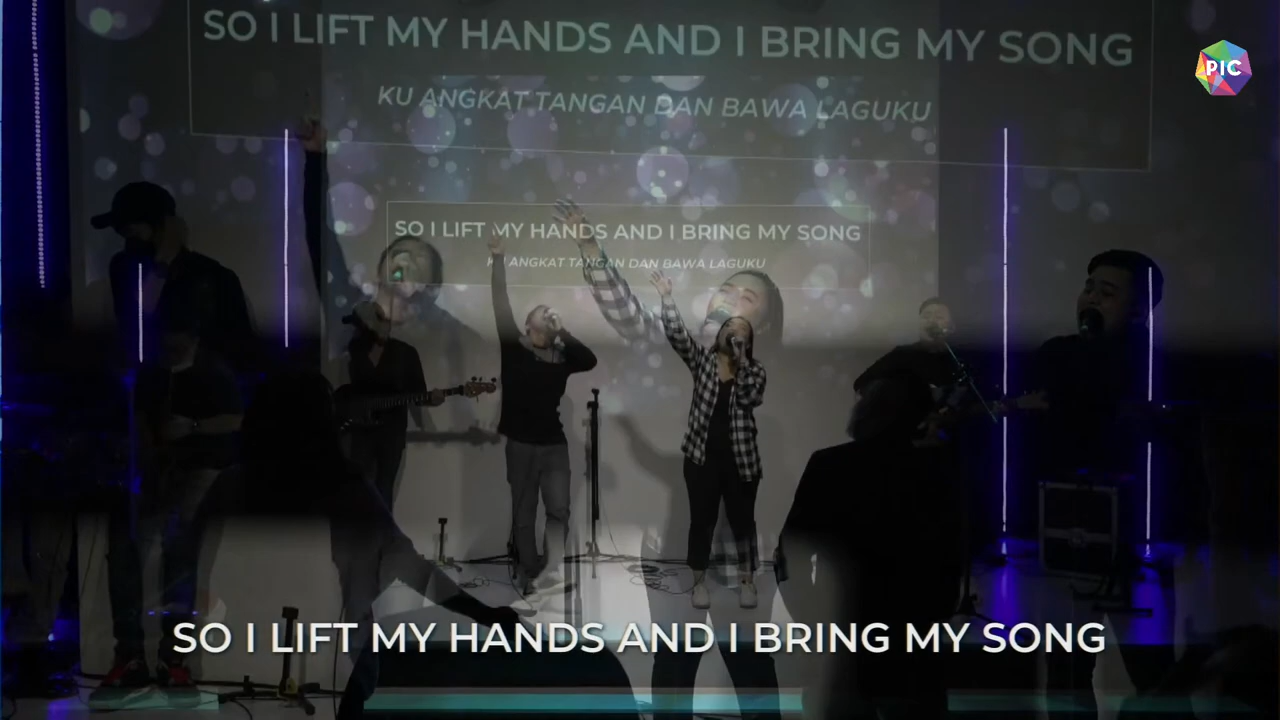 SO I LIFT MY HANDS AND I BRING MY SONG
KU ANGKAT TANGAN DAN BAWA LAGUKU
PIC
SO I LIFT MY HANDS AND I BRING MY SONG
KU ANGKAT TANGAN DAN BAWA LAGUKU
SO I LIFT MY HANDS AND I BRING MY SONG